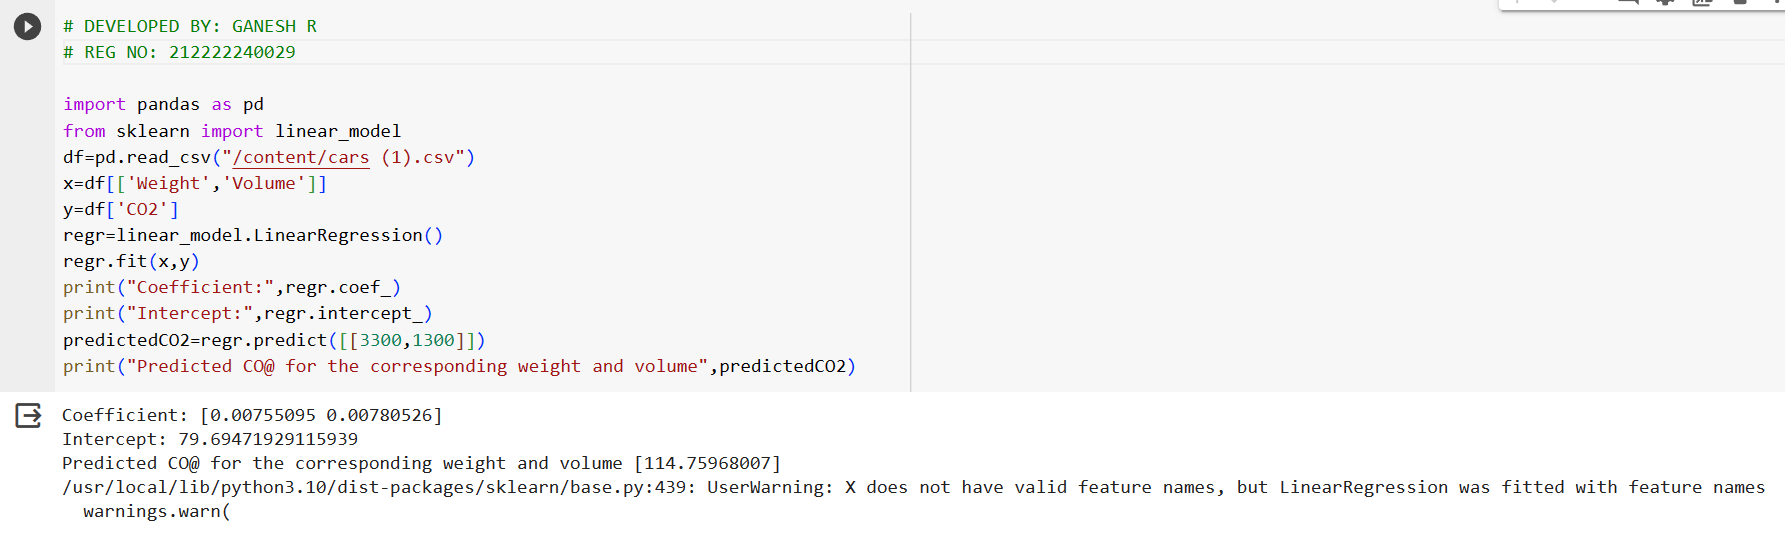 # DEVELOPED BY: GANESH R
# REG NO: 212222240029
import pandas as pd
from sklearn import linear_model
df=pd.read_csv("/content/cars (1).csv")
x=df[['Weight','Volume']]
y=df['CO2']
regr=linear_model.LinearRegression()
regr.fit(x,y)
print("Coefficient:",regr.coef_)
print("Intercept:",regr.intercept_)
predictedCO2=regr.predict([[3300,1300]])
print("Predicted CO@ for the corresponding weight and volume",predictedCO2)
Coefficient: [0.00755095 0.00780526]
Intercept: 79.69471929115939
Predicted CO@ for the corresponding weight and volume [114.75968007]
/usr/local/lib/python3.10/dist-packages/sklearn/base.py:439: UserWarning: X does not have valid feature names, but LinearRegression was fitted with feature names
  warnings.warn(